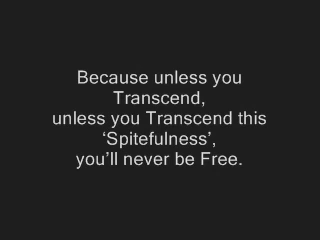 Because unless you
Transcend,
unless you Transcend this
‘Spitefulness’,
you’ll never be Free.